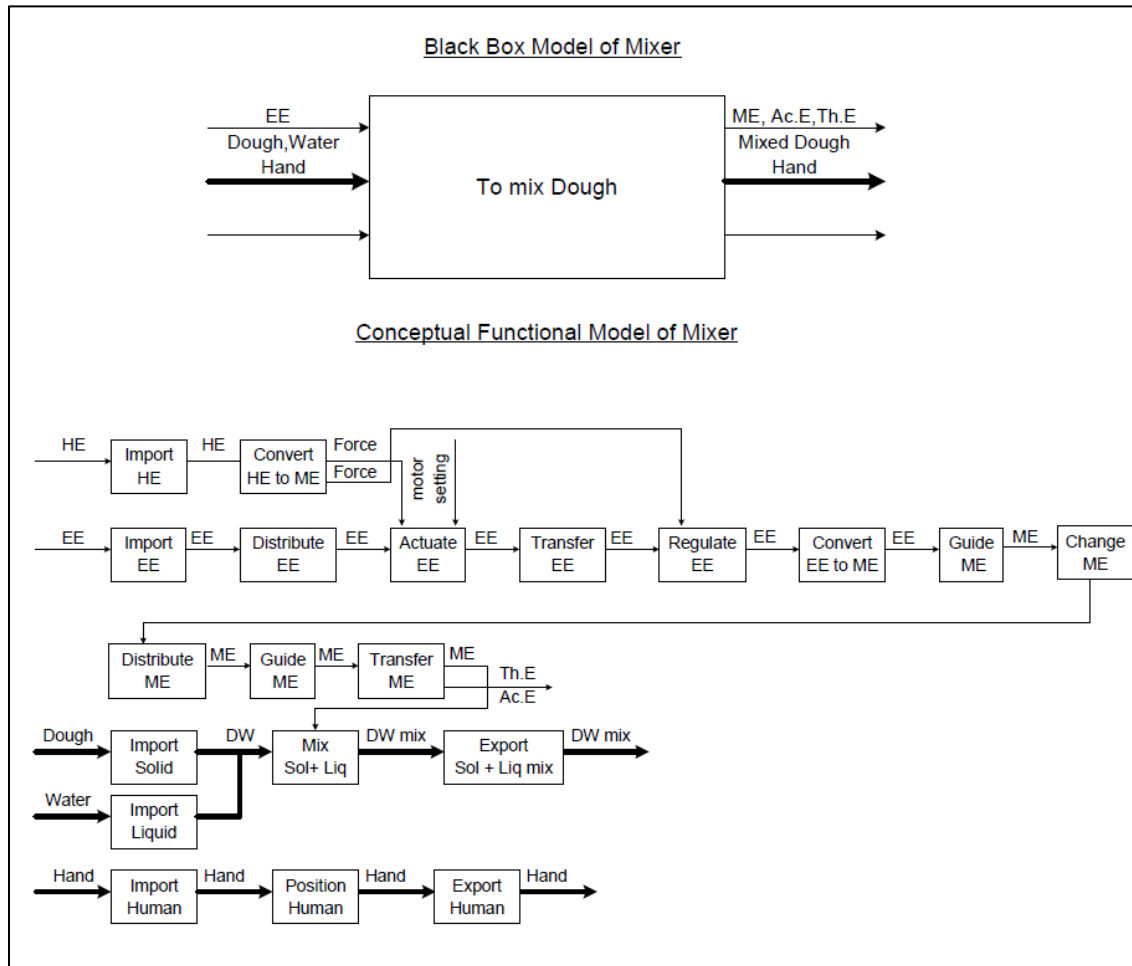 Black Box Model of Mixer
EE
Dough,Water
Hand
To mix Dough
ME, Ac.E,Th.E
Mixed Dough
Hand
Conceptual Functional Model of Mixer
HE
Import
HE
HE
Convert
HE to ME
Force
Force
motor
setting
EE
Import
EE
EE
Distribute
EE
EE
Actuate
EE
EE
Transfer
EE
EE
Regulate
EE
EE
Convert
EE to ME
EE
Guide
ME
ME
Change
ME
Distribute
ME
ME
Guide
ME
ME
Transfer
ME
ME
Th.E
Ac.E
Dough
Import
Solid
DW
Mix
Sol+ Liq
DW mix
Export
Sol + Liq mix
DW mix
Water
Import
Liquid
Hand
Import
Human
Hand
Position
Human
Hand
Export
Human
Hand